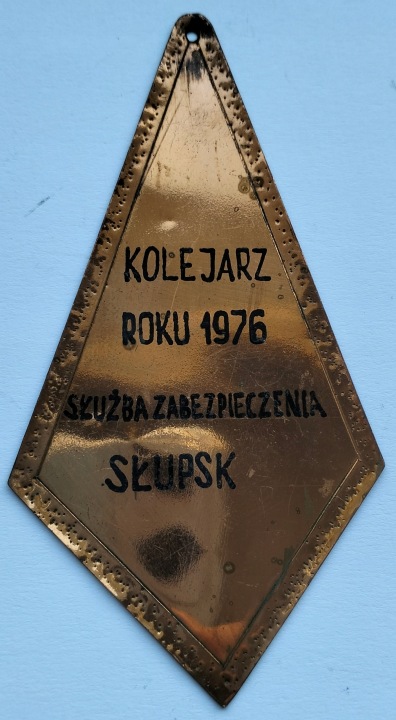 KOLEJARZ
ROKU 1976
SŁUŻBA ZABEZPIECZENIA
SŁUPSK